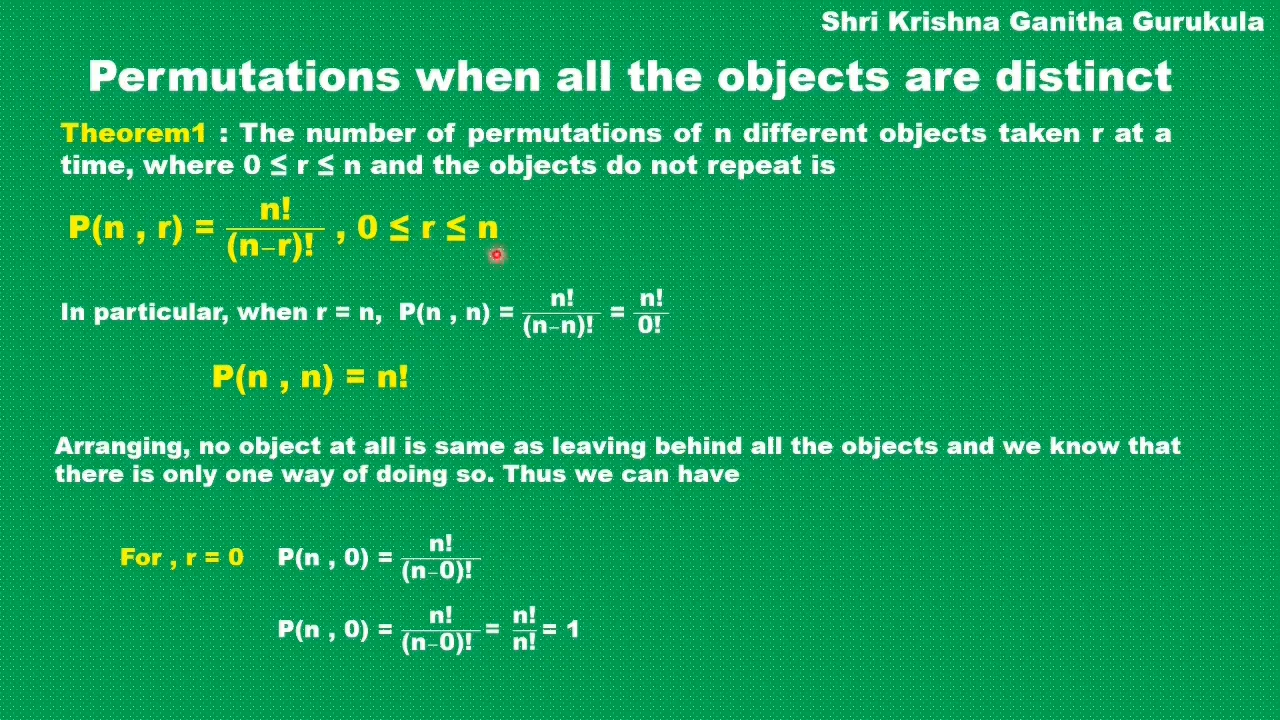 Shri Krishna Ganitha Gurukula
Permutations when all the objects are distinct
Theorem1 : The number of permutations of n different objects taken r at a
time, where 0 ≤ r ≤ n and the objects do not repeat is
P(n , r) = n!/(n−r)! , 0 ≤ r ≤ n
In particular, when r = n, P(n , n) = n!/(n−n)! = n!/0!
P(n , n) = n!
Arranging, no object at all is same as leaving behind all the objects and we know that
there is only one way of doing so. Thus we can have
For , r = 0 P(n , 0) = n!/(n−0)!
P(n , 0) = n!/(n−0)! = n!/n! = 1